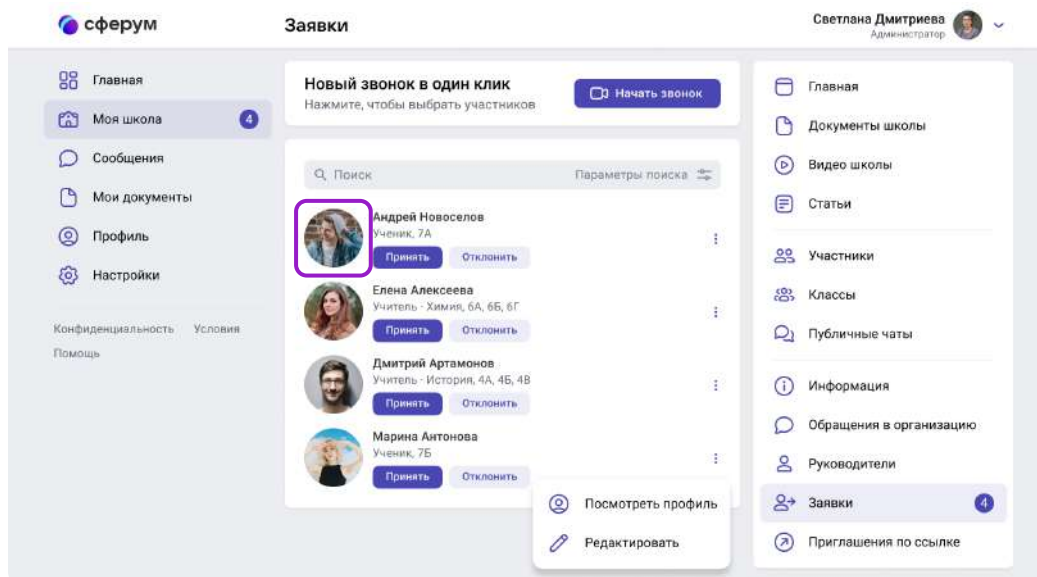 сферум
Заявки
Светлана Дмитриева
Администратор
Главная
Моя школа 4
Сообщения
Мои документы
Профиль
Настройки
Конфиденциальность Условия
Помощь
Новый звонок в один клик
Нажмите, чтобы выбрать участников
Начать звонок
Поиск Параметры поиска
Андрей Новоселов
Ученик, 7А
Принять Отклонить
Елена Алексеева
Учитель · Химия, 6А, 6Б, 6Г
Принять Отклонить
Дмитрий Артамонов
Учитель · История, 4А, 4Б, 4В
Принять Отклонить
Марина Антонова
Ученик, 7Б
Принять Отклонить
Посмотреть профиль
Редактировать
Главная
Документы школы
Видео школы
Статьи
Участники
Классы
Публичные чаты
Информация
Обращения в организацию
Руководители
Заявки 4
Приглашения по ссылке